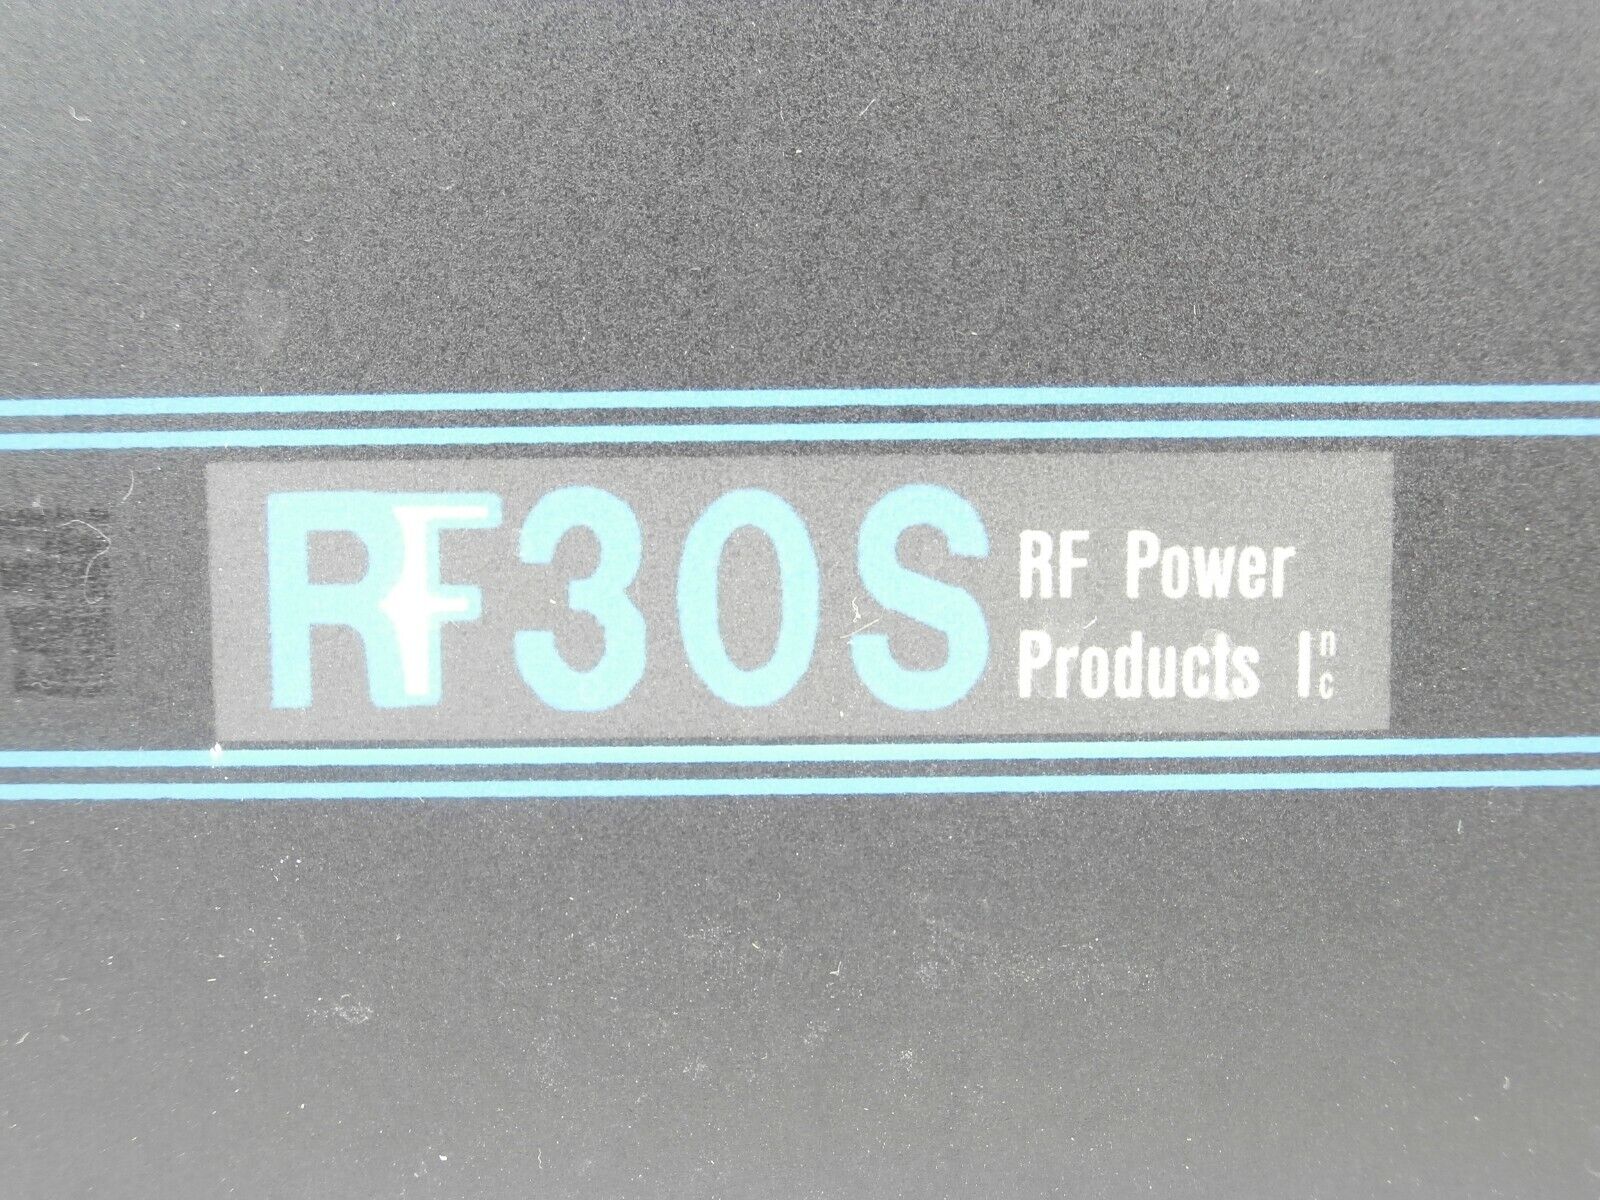 RF30S
RF Power
Products Inc